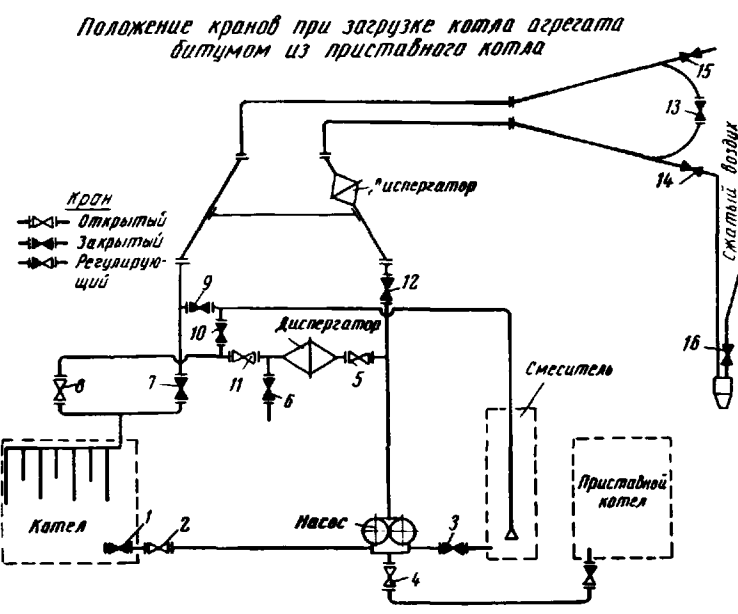 Положение кранов при загрузке котла агрегата
битумом из приставного котла
15
13
14
Сжатый воздух
Диспергатор
Кран
Открытый
Закрытый
Регулирую-
щий
9
12
10
Диспергатор
16
8
7
11
5
6
Смеситель
Приставной
котел
Котел
1
2
Насос
3
4